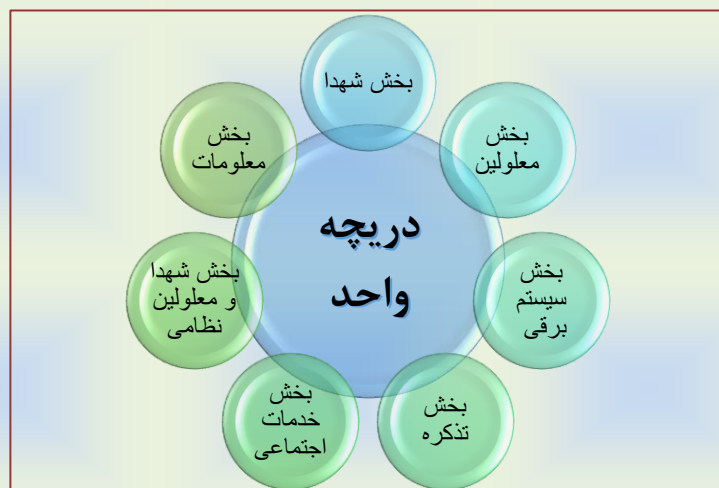 بخش شهدا
بخش
معلولین
بخش
سیستم
برقی
بخش
تذکره
بخش
خدمات
اجتماعی
بخش شهدا
و معلولین
نظامی
بخش
معلومات
دریچه
واحد